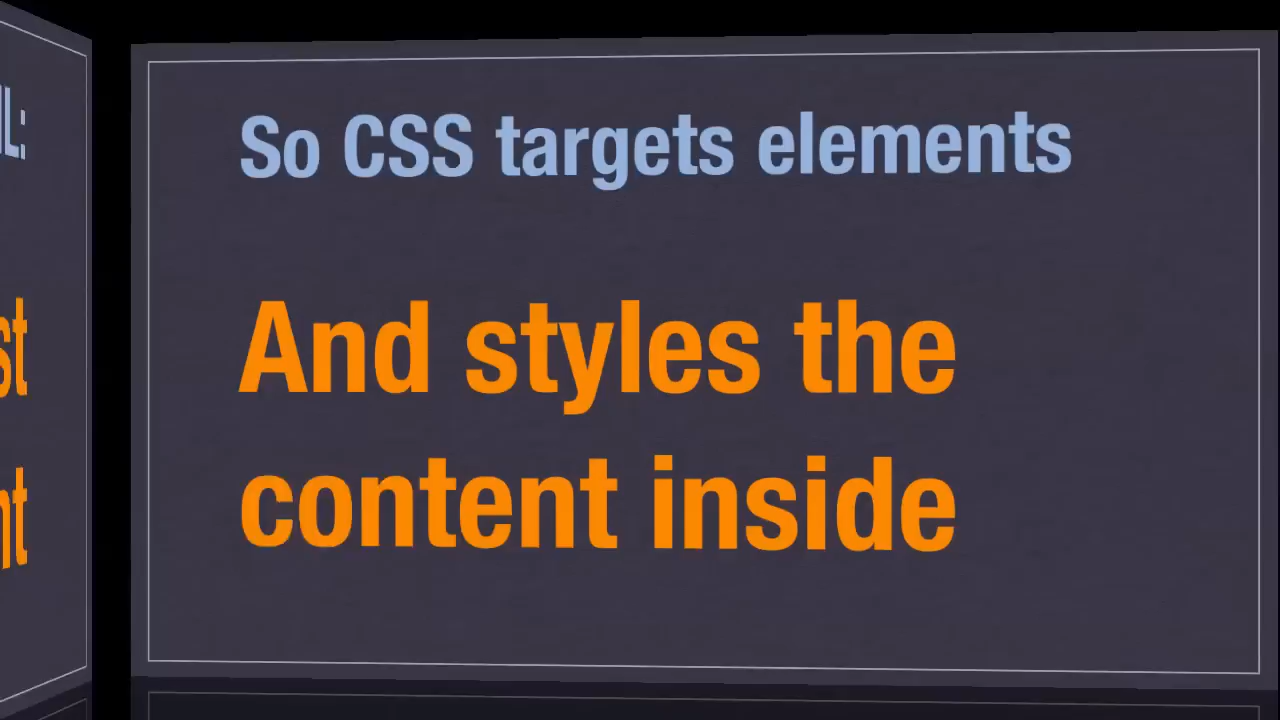 So CSS targets elements
And styles the
content inside